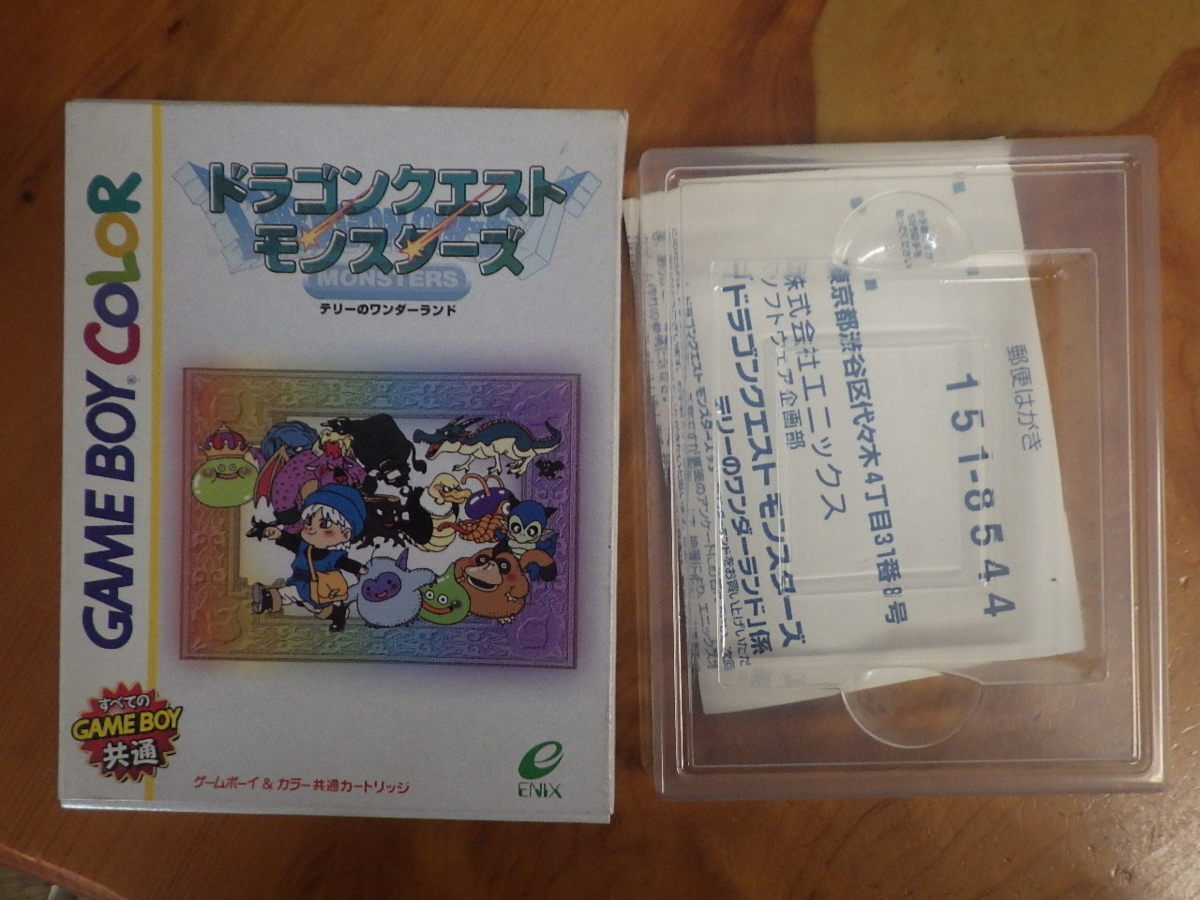 GAME BOY COLOR
ドラゴンクエスト
モンスターズ
MONSTERS
テリーのワンダーランド
すべての
GAME BOY
共通
ゲームボーイ & カラー共通カートリッジ
ENIX
郵便はがき
151-8544
東京都渋谷区代々木4丁目31番8号
株式会社エニックス
ソフトウェア企画部
『ドラゴンクエストモンスターズ
テリーのワンダーランド』係